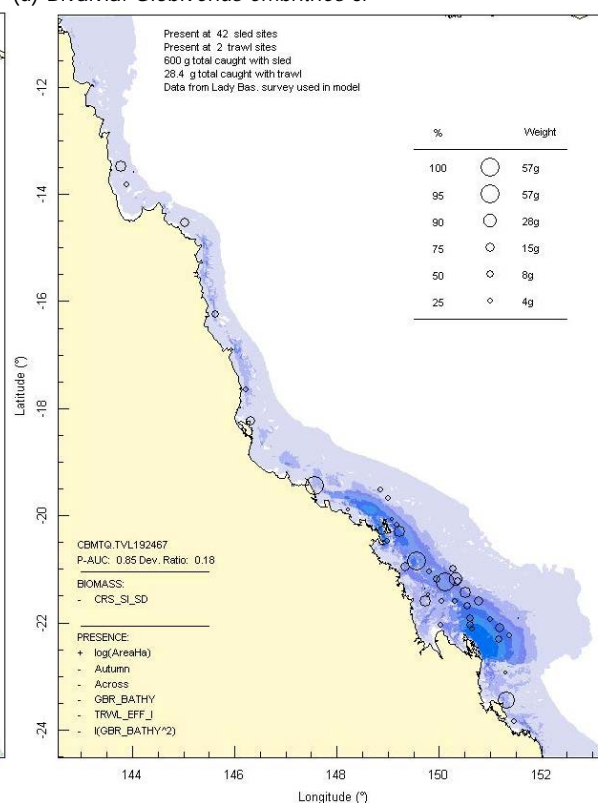 Present at 42 sled sites
Present at 2 trawl sites
600 g total caught with sled
28.4 g total caught with trawl
Data from Lady Bas. survey used in model
% Weight
100 57g
95 57g
90 28g
75 15g
50 8g
25 4g
-12
-14
-16
-18
-20
-22
-24
Latitude (°)
CBMTQ.TVL192467
P-AUC: 0.85 Dev. Ratio: 0.18
BIOMASS:
- CRS_SI_SD
PRESENCE:
+ log(AreaHa)
- Autumn
- Across
- GBR_BATHY
- TRWL_EFF_I
- I(GBR_BATHY^2)
144 146 148 150 152
Longitude (°)